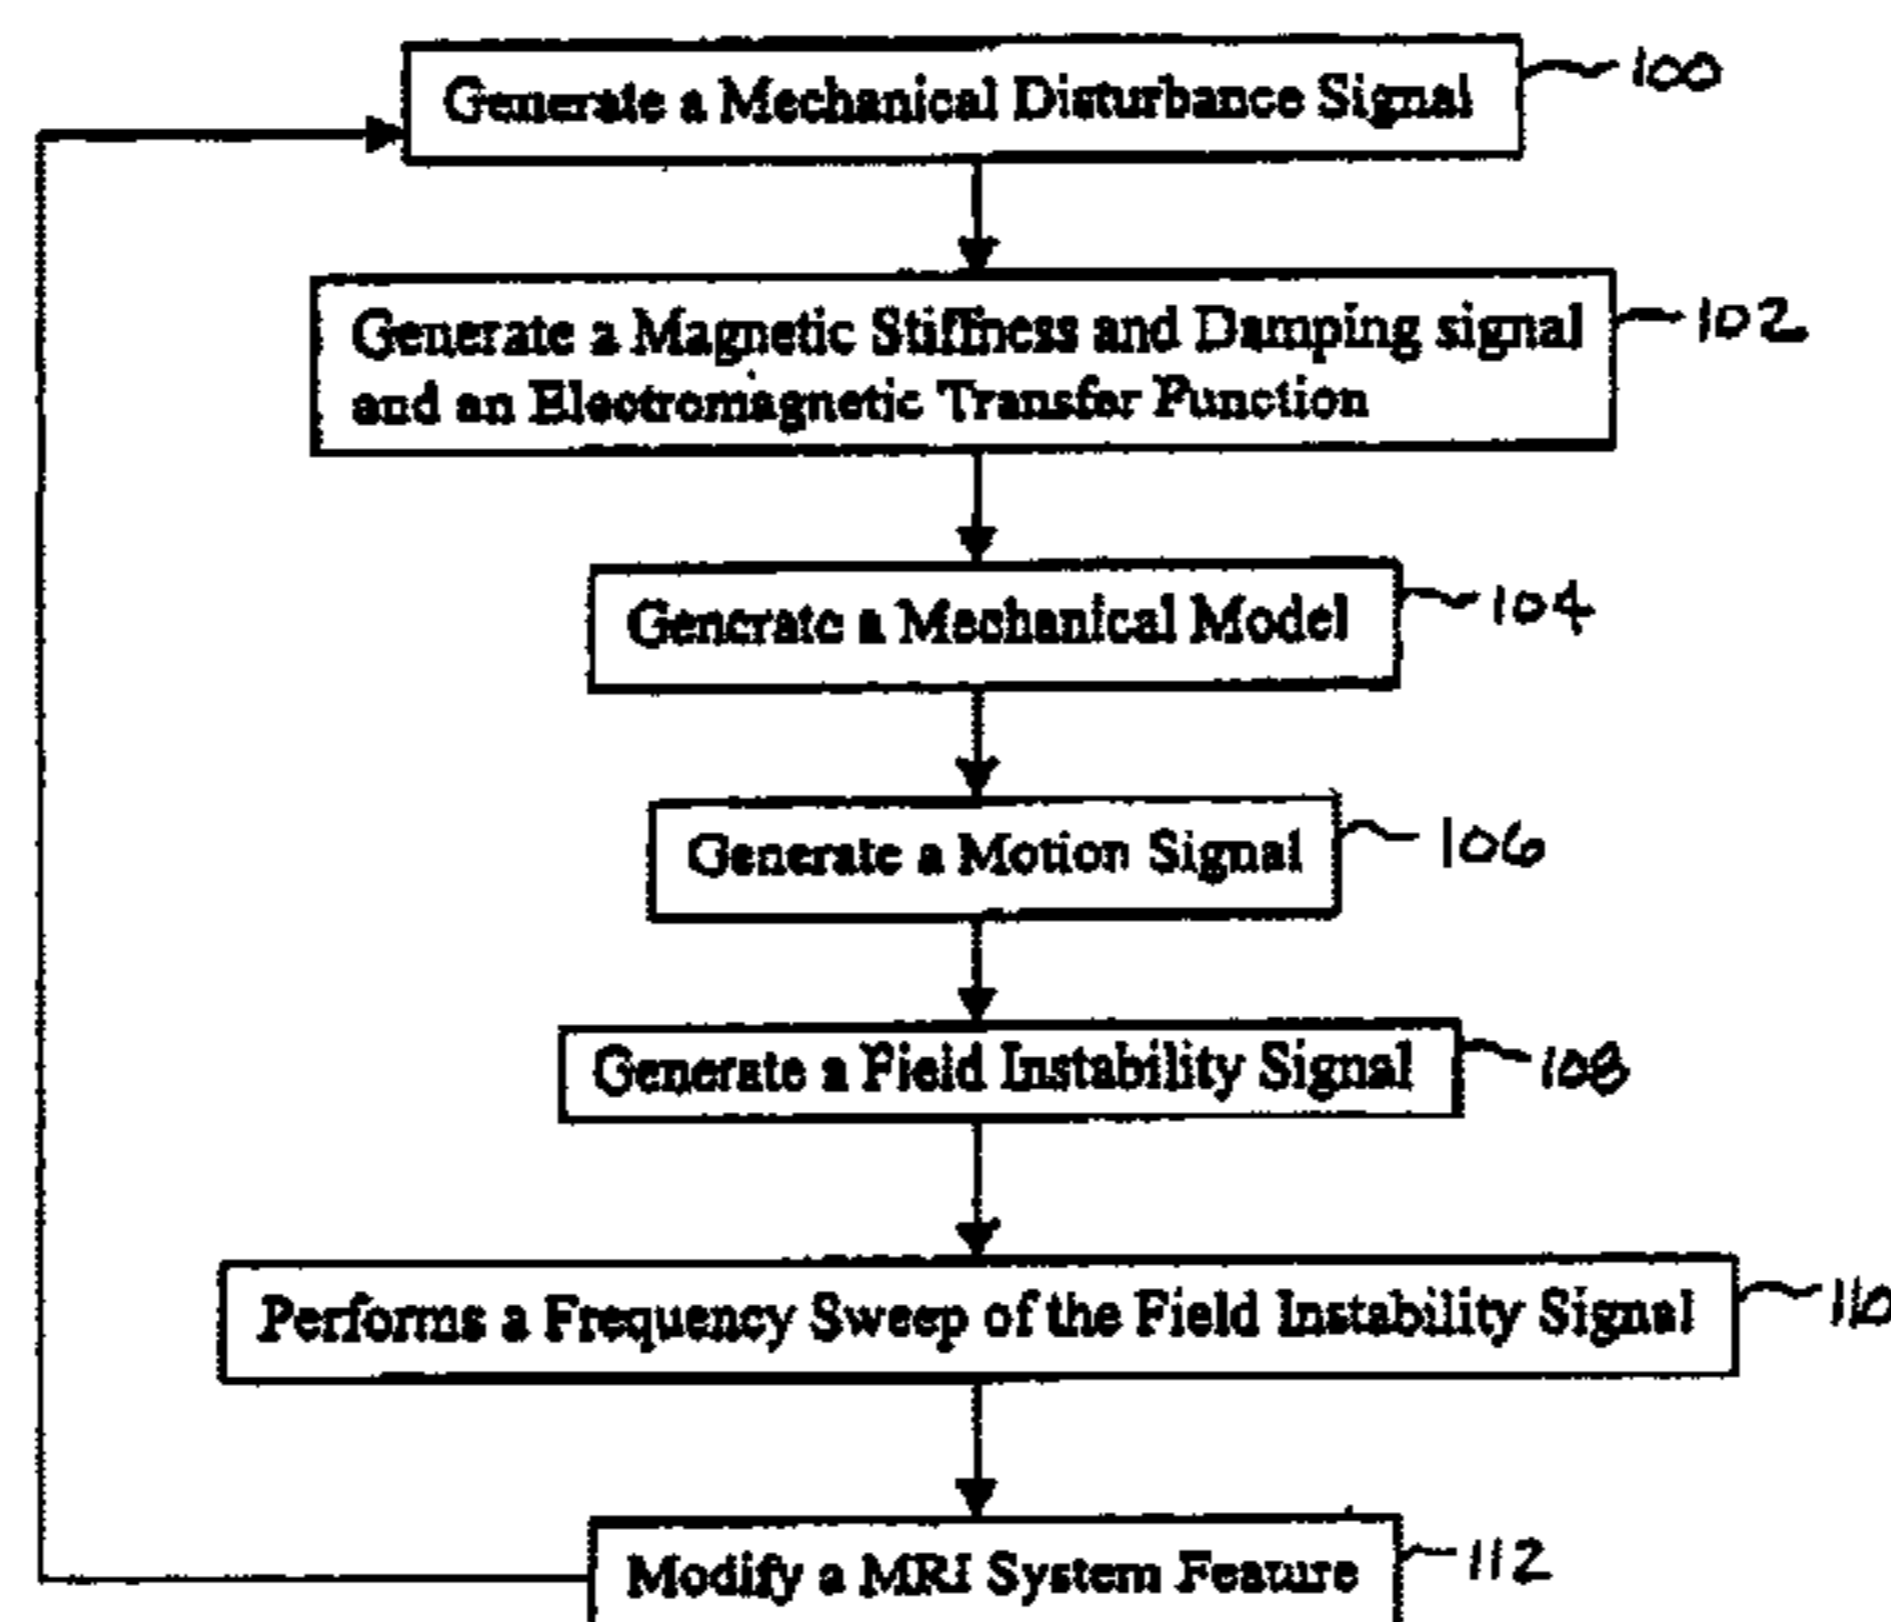 Generate a Mechanical Disturbance Signal
100
Generate a Magnetic Stiffness and Damping signal
102
and an Electromagnetic Transfer Function
Generate a Mechanical Model
104
Generate a Motion Signal
106
Generate a Field Instability Signal
108
Performs a Frequency Sweep of the Field Instability Signal
110
Modify a MRI System Feature
112